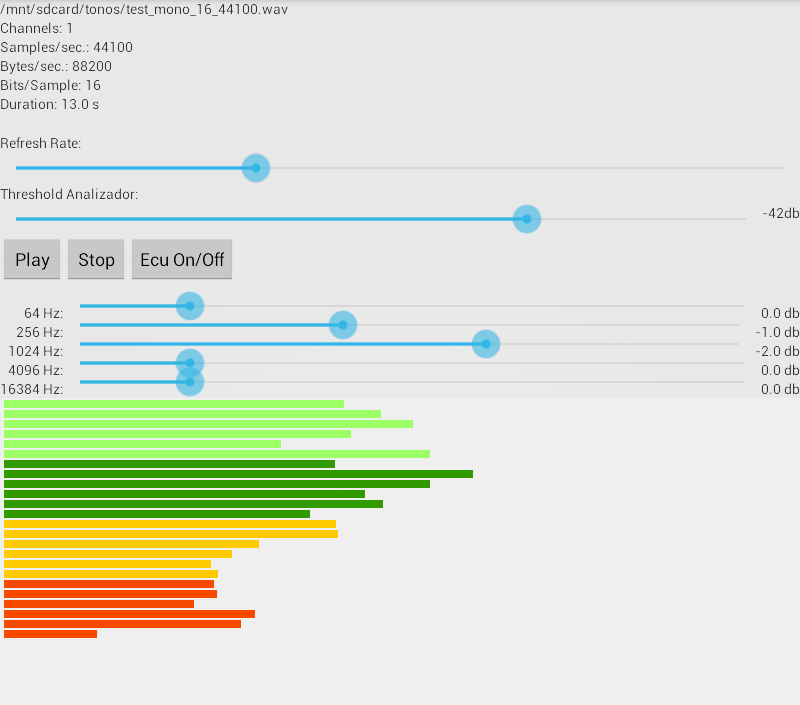 /mnt/sdcard/tonos/test_mono_16_44100.wav
Channels: 1
Samples/sec.: 44100
Bytes/sec.: 88200
Bits/Sample: 16
Duration: 13.0 s
Refresh Rate:
Threshold Analizador:
-42db
Play Stop Ecu On/Off
64 Hz: 0.0 db
256 Hz: -1.0 db
1024 Hz: -2.0 db
4096 Hz: 0.0 db
16384 Hz: 0.0 db